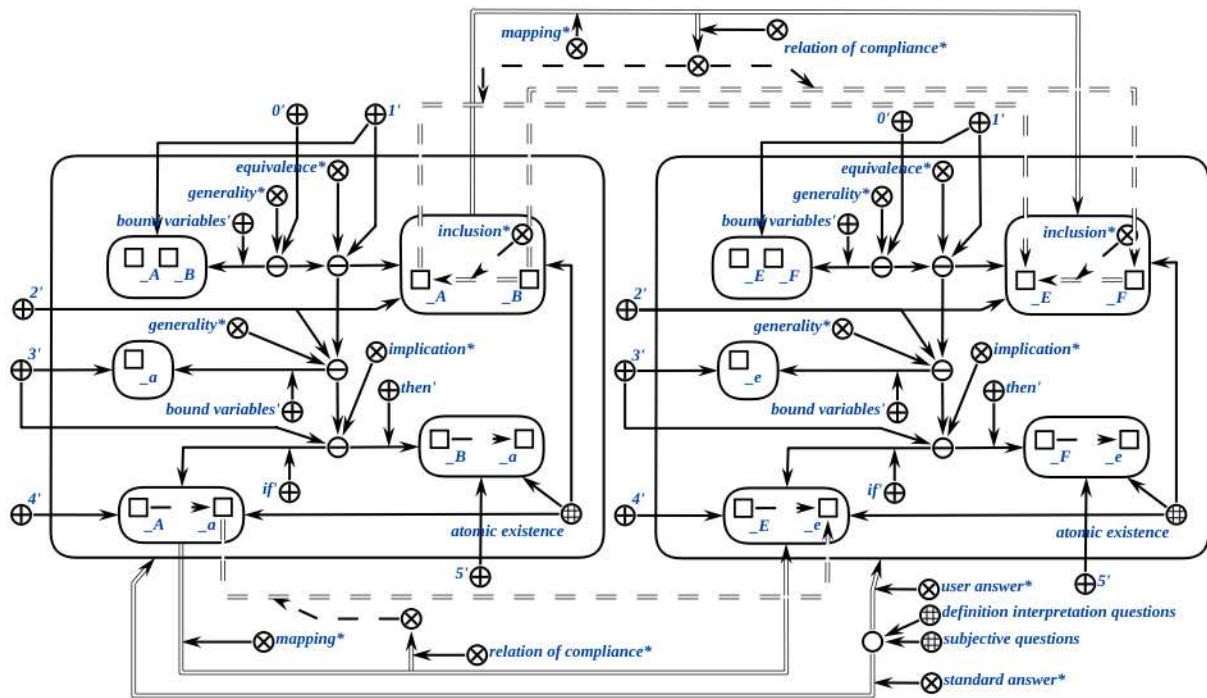 mapping*
relation of compliance*
0'
1'
0'
1'
equivalence*
equivalence*
generality*
generality*
bound variables'
bound variables'
inclusion*
inclusion*
_A _B
_A _B
_E _F
_E _F
2'
2'
generality*
generality*
3'
implication*
3'
implication*
_a
then'
_e
then'
bound variables'
bound variables'
_B _a
_F _e
if'
if'
4'
4'
_A _a
_E _e
atomic existence
atomic existence
5'
5'
user answer*
definition interpretation questions
mapping*
relation of compliance*
subjective questions
standard answer*